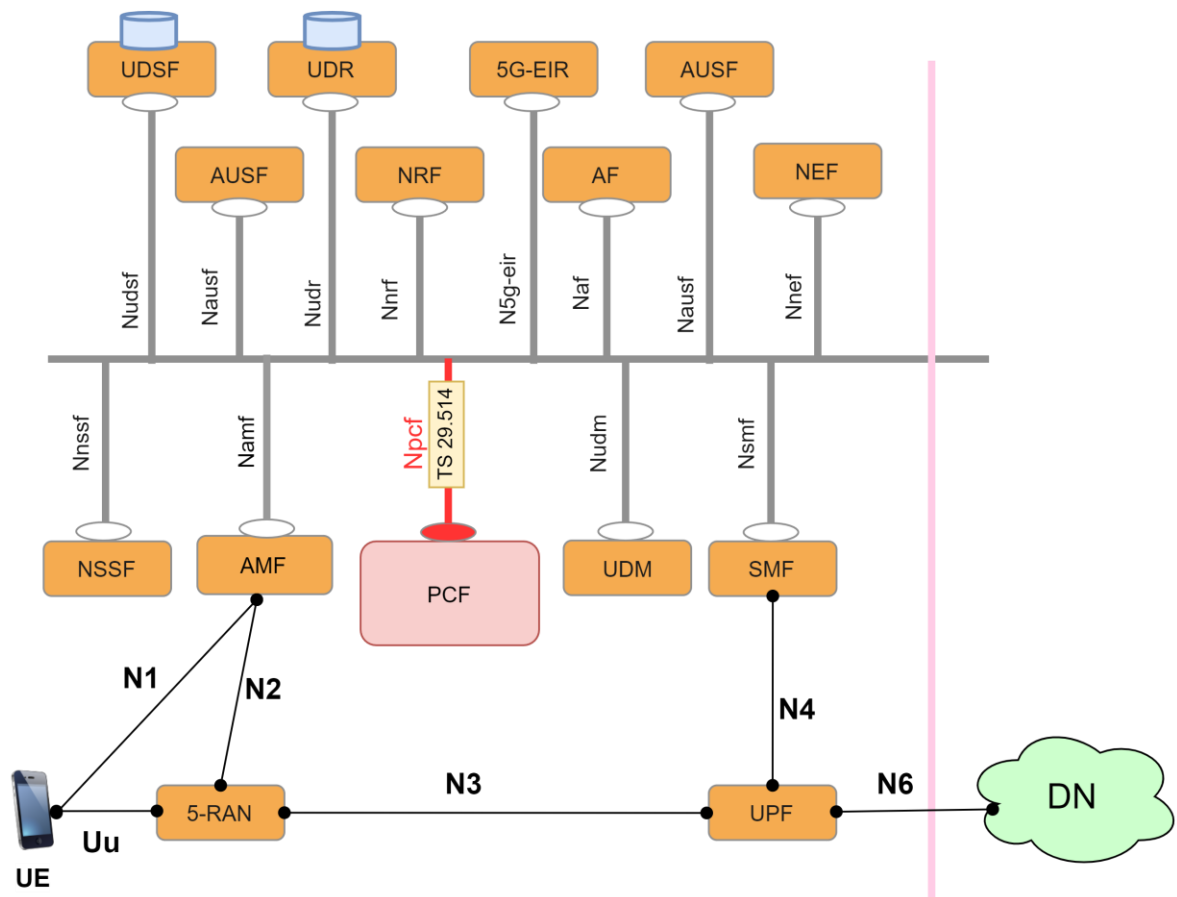 UDSF
UDR
5G-EIR
AUSF
AUSF
NRF
AF
NEF
Nudsf
Nausf
Nudr
Nnrf
N5g-eir
Naf
Nausf
Nnef
Nnssf
Namf
Npcf
TS 29.514
Nudm
Nsmf
NSSF
AMF
PCF
UDM
SMF
N1
N2
N4
N3
N6
5-RAN
UPF
DN
Uu
UE